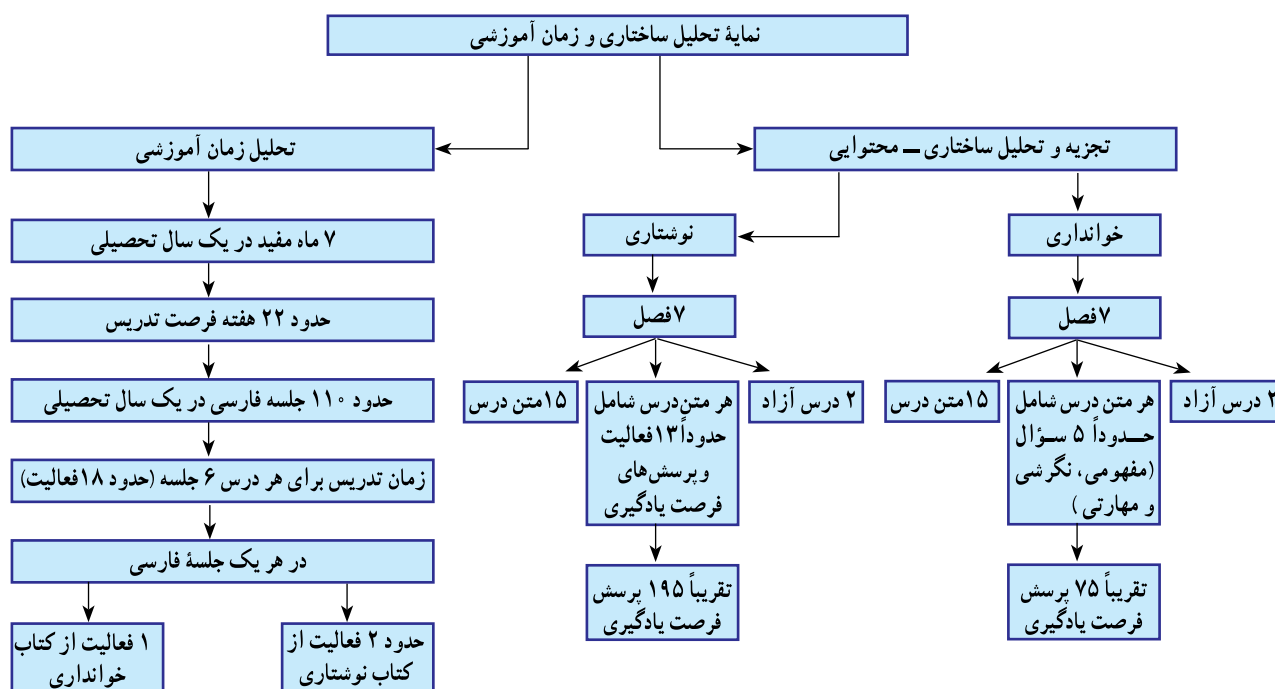 نمایهٔ تحلیل ساختاری و زمان آموزشی
تجزیه و تحلیل ساختاری ـ محتوایی
خوانداری
۷فصل
۲ درس آزاد
هر متن درس شامل
حدوداً ۵ سؤال
(مفهومی، نگرشی
و مهارتی)
۱۵متن درس
تقریباً ۷۵ پرسش
فرصت یادگیری
نوشتاری
۷فصل
۲ درس آزاد
هر متن درس شامل
حدوداً ۱۳فعالیت
و پرسش‌های
فرصت یادگیری
۱۵متن درس
تقریباً ۱۹۵ پرسش
فرصت یادگیری
تحلیل زمان آموزشی
۷ ماه مفید در یک سال تحصیلی
حدود ۲۲ هفته فرصت تدریس
حدود ۱۱۰ جلسه فارسی در یک سال تحصیلی
زمان تدریس برای هر درس ۶ جلسه (حدود ۱۸فعالیت)
در هر یک جلسهٔ فارسی
حدود ۲ فعالیت از
کتاب نوشتاری
۱ فعالیت از کتاب
خوانداری